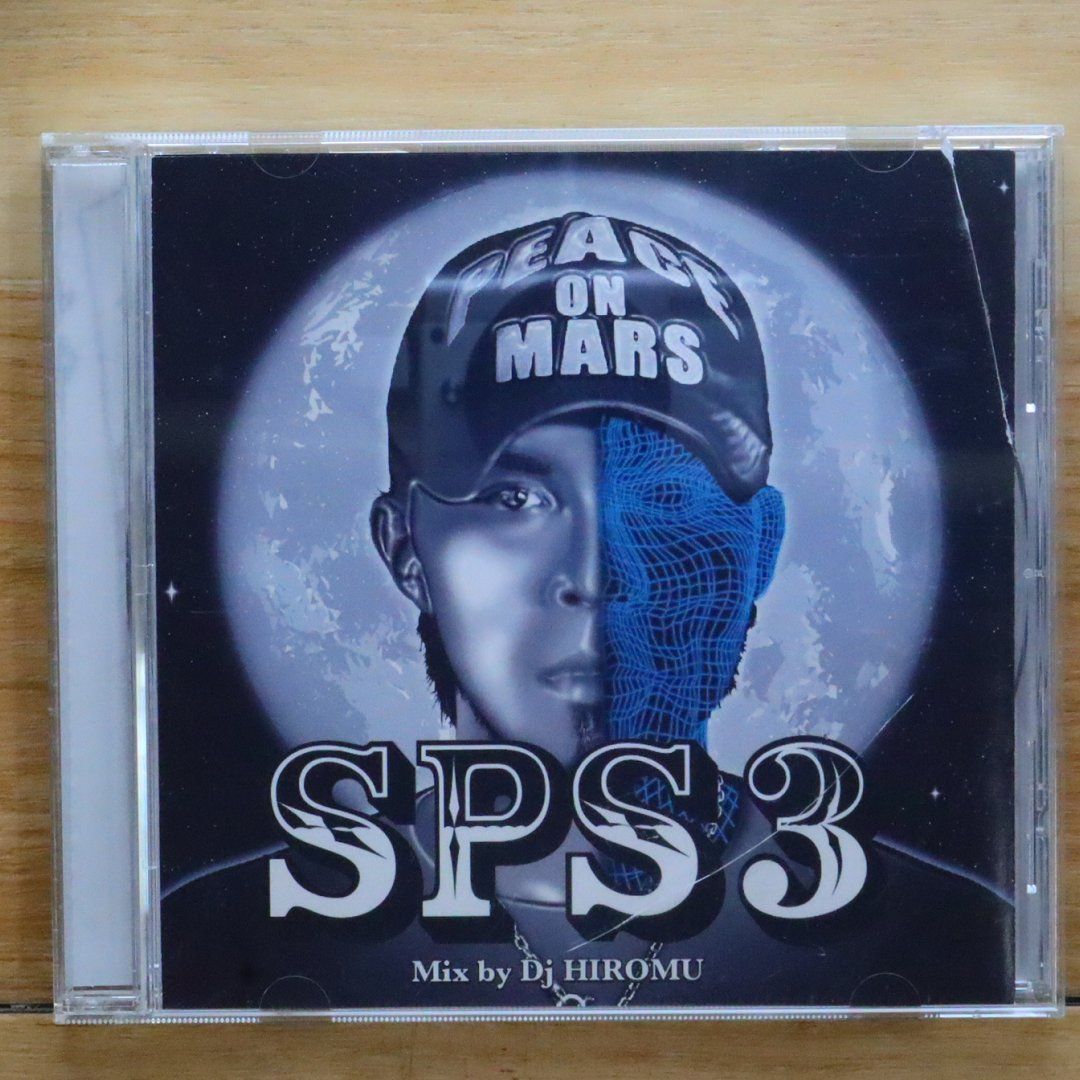 PEACE
ON
MARS
SPS3
Mix by Dj HIROMU